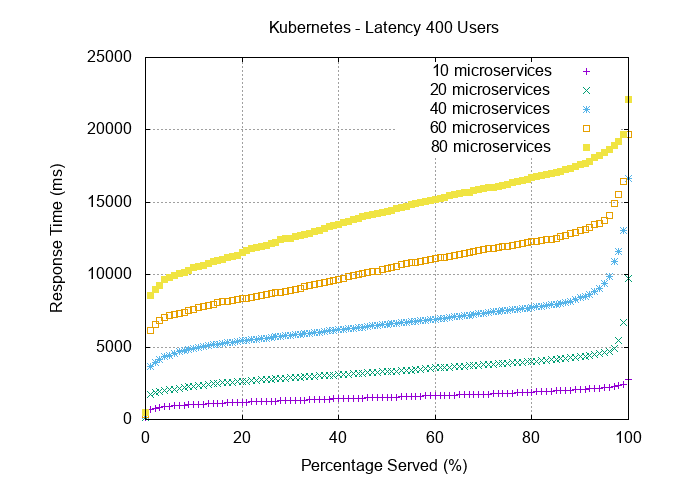 Kubernetes - Latency 400 Users
25000
20000
15000
10000
5000
0
Response Time (ms)
10 microservices
20 microservices
40 microservices
60 microservices
80 microservices
0 20 40 60 80 100
Percentage Served (%)